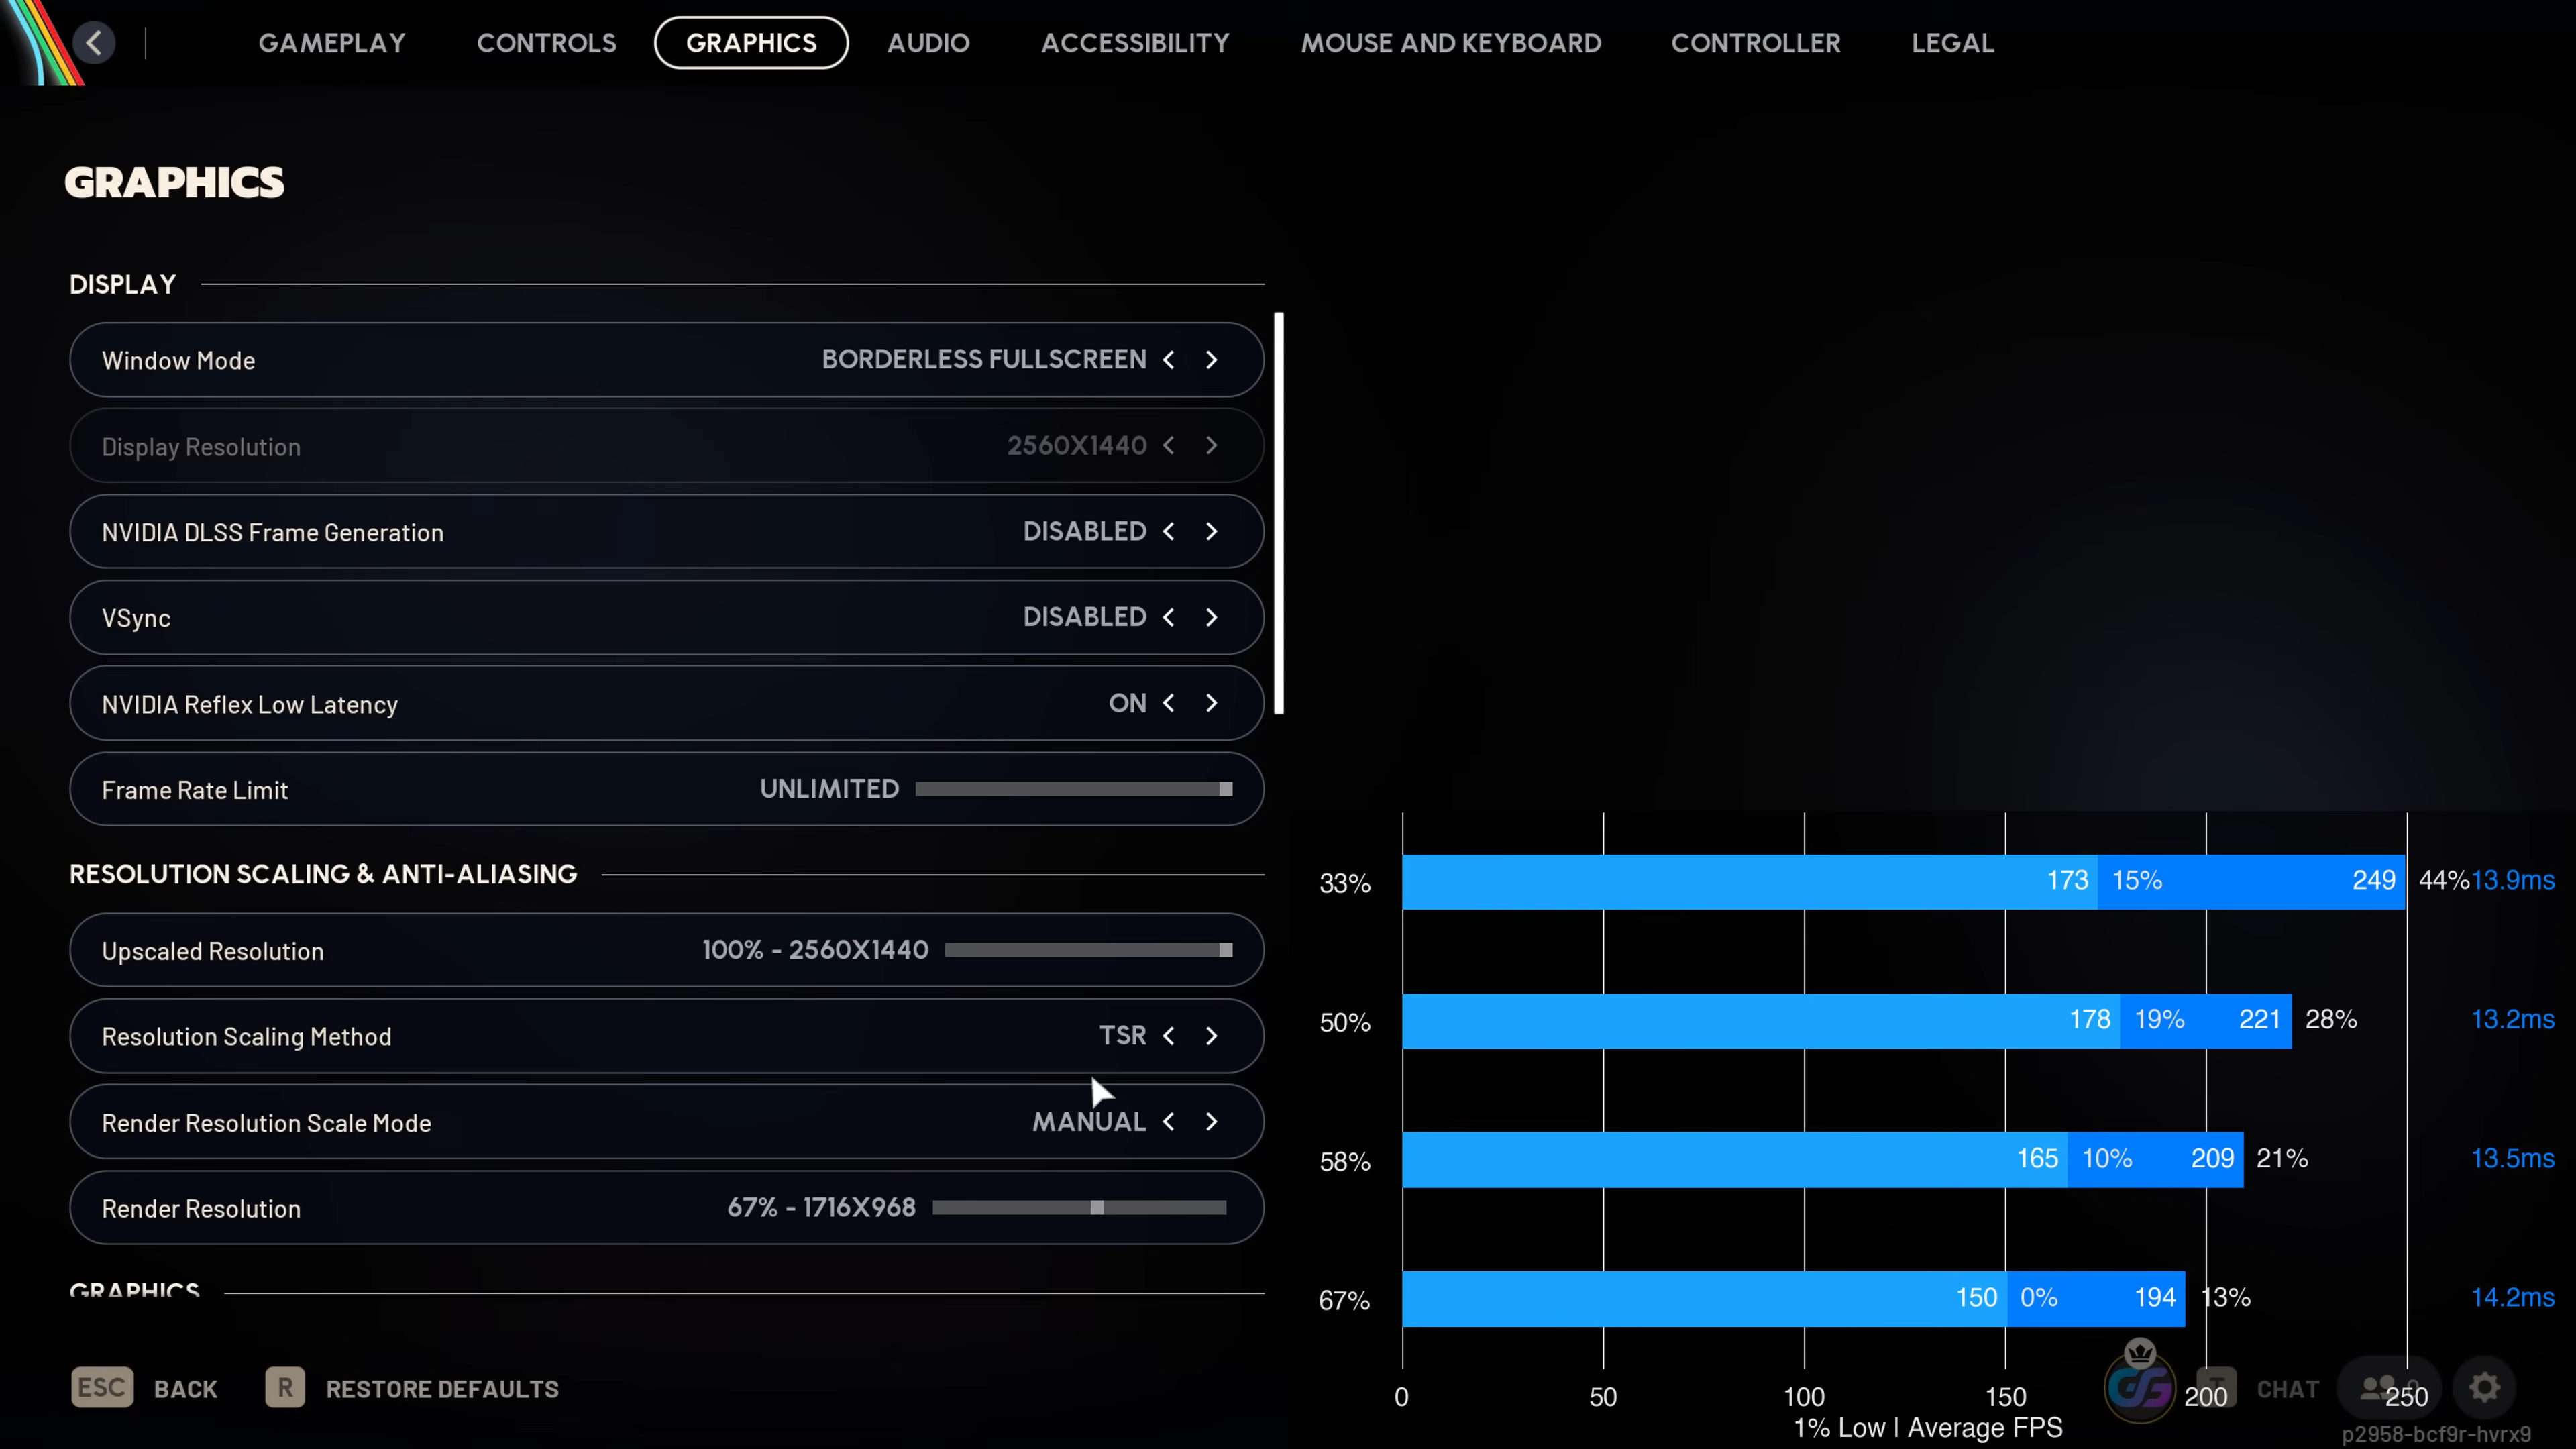 GAMEPLAY CONTROLS GRAPHICS AUDIO ACCESSIBILITY MOUSE AND KEYBOARD CONTROLLER LEGAL
GRAPHICS
DISPLAY
Window Mode BORDERLESS FULLSCREEN
Display Resolution 2560X1440
NVIDIA DLSS Frame Generation DISABLED
VSync DISABLED
NVIDIA Reflex Low Latency ON
Frame Rate Limit UNLIMITED
RESOLUTION SCALING & ANTI-ALIASING
Upscaled Resolution 100% - 2560X1440
Resolution Scaling Method TSR
Render Resolution Scale Mode MANUAL
Render Resolution 67% - 1716X968
GRAPHICS
ESC BACK R RESTORE DEFAULTS
33% 173 15% 249 44% 13.9ms
50% 178 19% 221 28% 13.2ms
58% 165 10% 209 21% 13.5ms
67% 150 0% 194 13% 14.2ms
0 50 100 150 200 250
1% Low | Average FPS
T CHAT
p2958-bcf9r-hvrx9